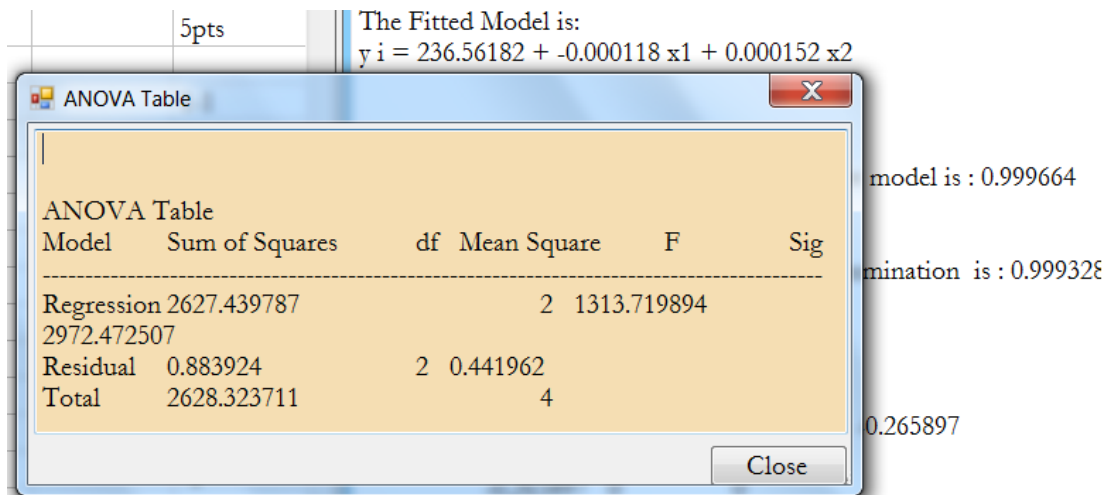 5pts
The Fitted Model is:
y i = 236.56182 + -0.000118 x1 + 0.000152 x2
ANOVA Table
model is : 0.999664
ANOVA Table
Model Sum of Squares df Mean Square F Sig
mination is : 0.999328
Regression 2627.439787 2 1313.719894
2972.472507
Residual 0.883924 2 0.441962
Total 2628.323711 4
0.265897
Close